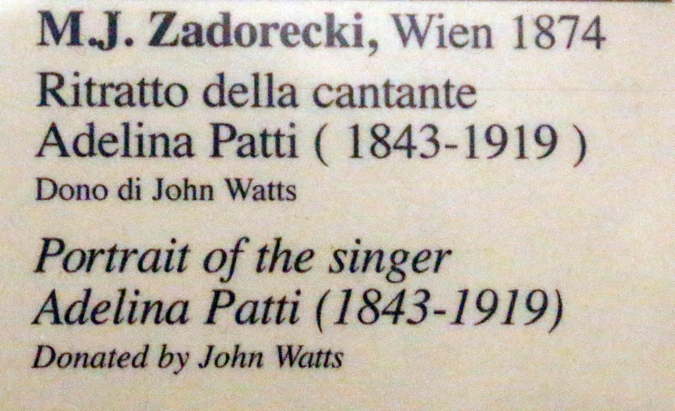 M.J. Zadorecki, Wien 1874
Ritratto della cantante
Adelina Patti ( 1843-1919 )
Dono di John Watts
Portrait of the singer
Adelina Patti (1843-1919)
Donated by John Watts